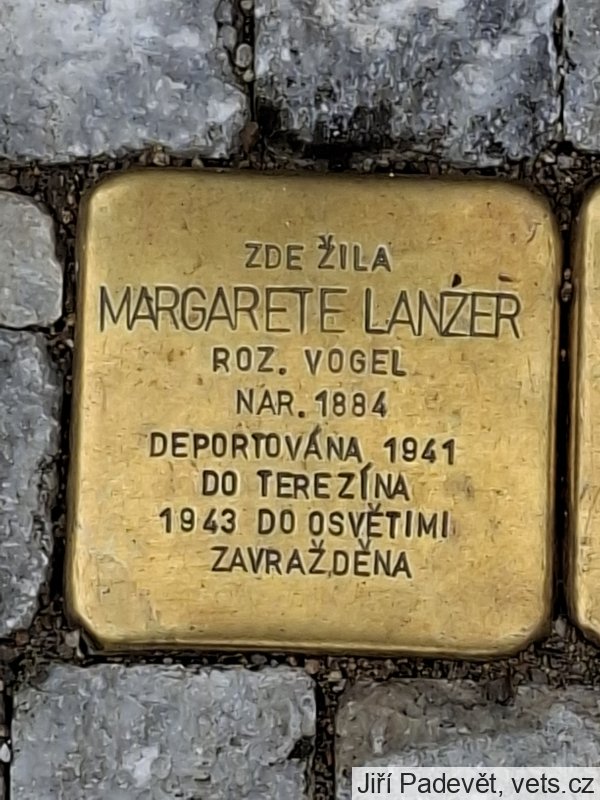 ZDE ŽILA
MARGARETE LANZER
ROZ. VOGEL
NAR. 1884
DEPORTOVÁNA 1941
DO TEREZÍNA
1943 DO OSVĚTIMI
ZAVRAŽDĚNA
Jiří Padevět, vets.cz